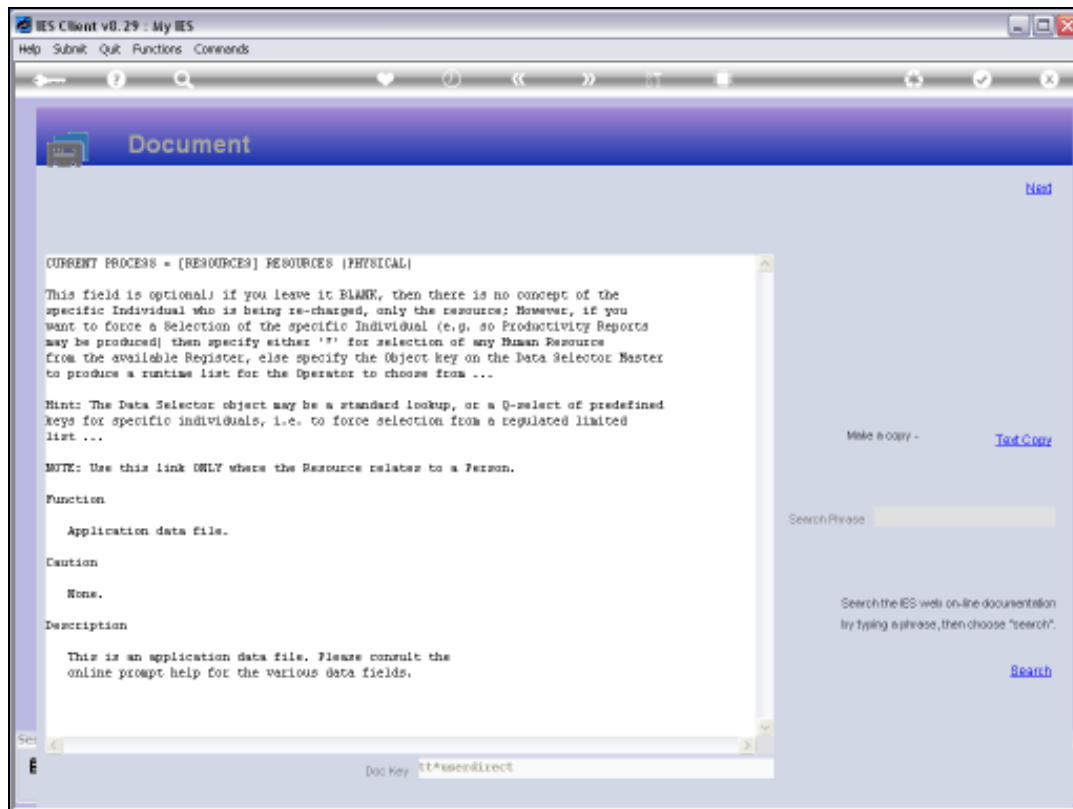 IES Client v8.29 : My IES
Help Submit Quit Functions Commands
Document
Next
CURRENT PROCESS = [RESOURCES] RESOURCES (PHYSICAL)
This field is optional; if you leave it BLANK, then there is no concept of the
specific Individual who is being re-charged, only the resource; However, if you
want to force a Selection of the specific Individual (e.g. so Productivity Reports
may be produced) then specify either '*' for selection of any Human Resource
from the available Register, else specify the Object key on the Data Selector Master
to produce a runtime list for the Operator to choose from ...
Hint: The Data Selector object may be a standard lookup, or a Q-select of predefined
keys for specific individuals, i.e. to force selection from a regulated limited
list ...
NOTE: Use this link ONLY where the Resource relates to a Person.
Function
Application data file.
Caution
None.
Description
This is an application data file. Please consult the
online prompt help for the various data fields.
Make a copy -
Text Copy
Search Phrase
Search the IES web on-line documentation
by typing a phrase, then choose "search".
Search
Ses
Doc Key tt*userdirect